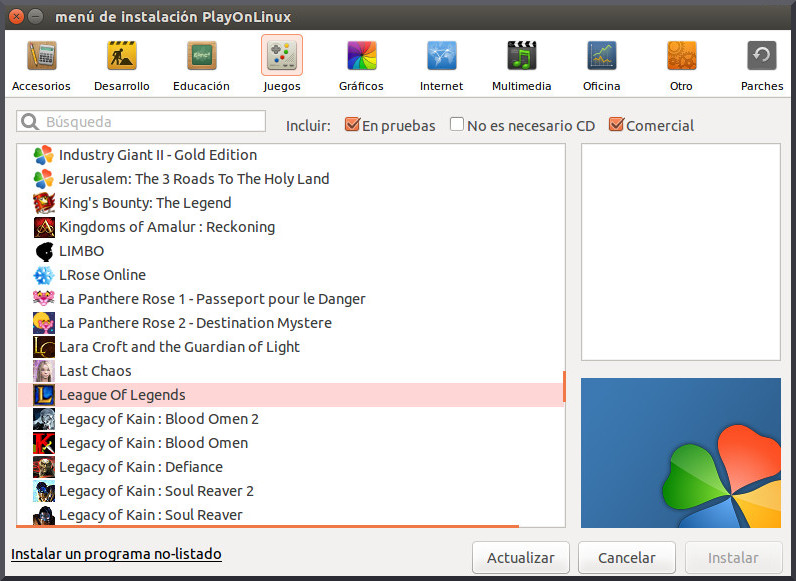 menú de instalación PlayOnLinux
Accesorios Desarrollo Educación Juegos Gráficos Internet Multimedia Oficina Otro Parches
Búsqueda Incluir: En pruebas No es necesario CD Comercial
Industry Giant II - Gold Edition
Jerusalem: The 3 Roads To The Holy Land
King's Bounty: The Legend
Kingdoms of Amalur : Reckoning
LIMBO
LRose Online
La Panthere Rose 1 - Passeport pour le Danger
La Panthere Rose 2 - Destination Mystere
Lara Croft and the Guardian of Light
Last Chaos
League Of Legends
Legacy of Kain : Blood Omen 2
Legacy of Kain : Blood Omen
Legacy of Kain : Defiance
Legacy of Kain : Soul Reaver 2
Legacy of Kain : Soul Reaver
Instalar un programa no-listado Actualizar Cancelar Instalar